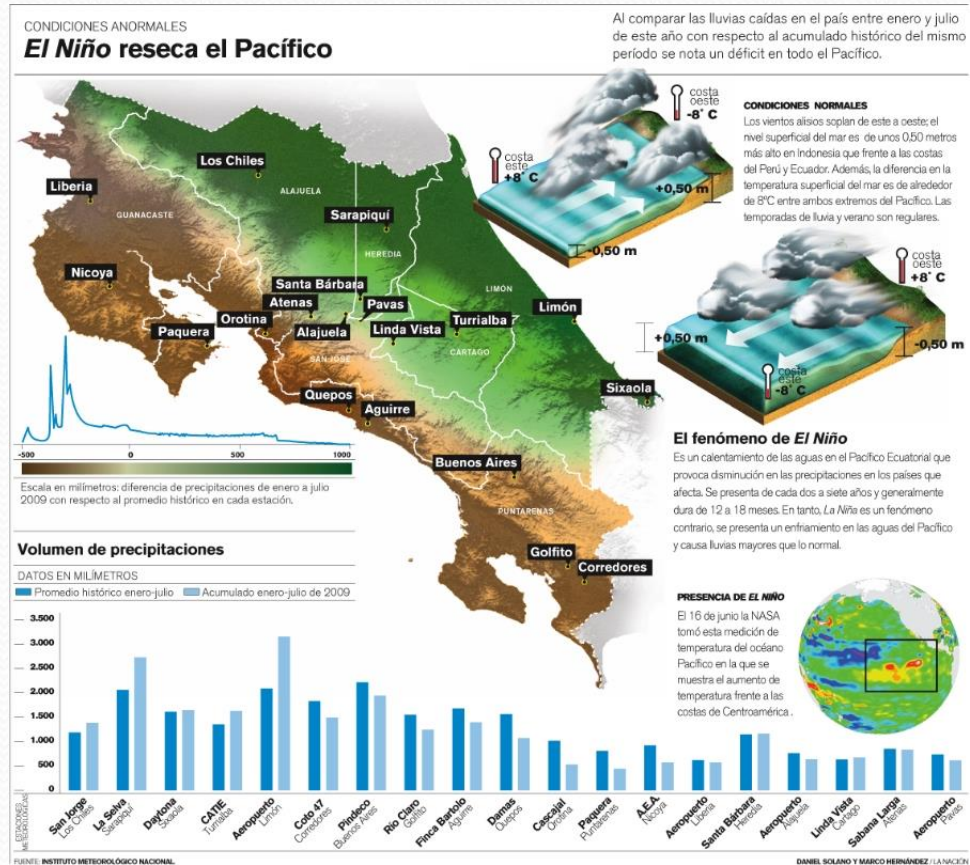 CONDICIONES ANORMALES
El Niño reseca el Pacífico
Al comparar las lluvias caídas en el país entre enero y julio
de este año con respecto al acumulado histórico del mismo
período se nota un déficit en todo el Pacífico.
costa
oeste
-8° C
costa
este
+8° C
+0,50 m
-0,50 m
CONDICIONES NORMALES
Los vientos alisios soplan de este a oeste; el
nivel superficial del mar es de unos 0,50 metros
más alto en Indonesia que frente a las costas
del Perú y Ecuador. Además, la diferencia en la
temperatura superficial del mar es de alrededor
de 8°C entre ambos extremos del Pacífico. Las
temporadas de lluvia y verano son regulares.
costa
oeste
+8° C
+0,50 m
-0,50 m
costa
este
-8° C
Los Chiles
Liberia
ALAJUELA
GUANACASTE
Sarapiquí
HEREDIA
Nicoya
Santa Bárbara
LIMÓN
Atenas
Pavas
Orotina
Limón
Paquera
Alajuela
Linda Vista
Turrialba
CARTAGO
SAN JOSÉ
Quepos
Aguirre
Sixaola
Buenos Aires
PUNTARENAS
Golfito
Corredores
-500
0
500
1000
Escala en milímetros: diferencia de precipitaciones de enero a julio
2009 con respecto al promedio histórico en cada estación.
El fenómeno de El Niño
Es un calentamiento de las aguas en el Pacífico Ecuatorial que
provoca disminución en las precipitaciones en los países que
afecta. Se presenta de cada dos a siete años y generalmente
dura de 12 a 18 meses. En tanto, La Niña es un fenómeno
contrario, se presenta un enfriamiento en las aguas del Pacífico
y causa lluvias mayores que lo normal.
PRESENCIA DE EL NIÑO
El 16 de junio la NASA
tomó esta medición de
temperatura del océano
Pacífico en la que se
muestra el aumento de
temperatura frente a las
costas de Centroamérica.
Volumen de precipitaciones
DATOS EN MILÍMETROS
Promedio histórico enero-julio
Acumulado enero-julio de 2009
3.500
3.000
2.500
2.000
1.500
1.000
500
0
ESTACIONES
METEOROLÓGICAS
San Jorge
Los Chiles
La Selva
Sarapiquí
Daytona
Sixaola
CATIE
Turrialba
Aeropuerto
Limón
Coto 47
Corredores
Pindeco
Buenos Aires
Río Claro
Golfito
Finca Bartolo
Aguirre
Damas
Quepos
Cascajal
Orotina
Paquera
Puntarenas
A.E.A.
Nicoya
Aeropuerto
Liberia
Santa Bárbara
Heredia
Aeropuerto
Alajuela
Linda Vista
Cartago
Sabana Larga
Atenas
Aeropuerto
Pavas
FUENTE: INSTITUTO METEOROLÓGICO NACIONAL.
DANIEL SOLANO Y MARCO HERNÁNDEZ / LA NACIÓN